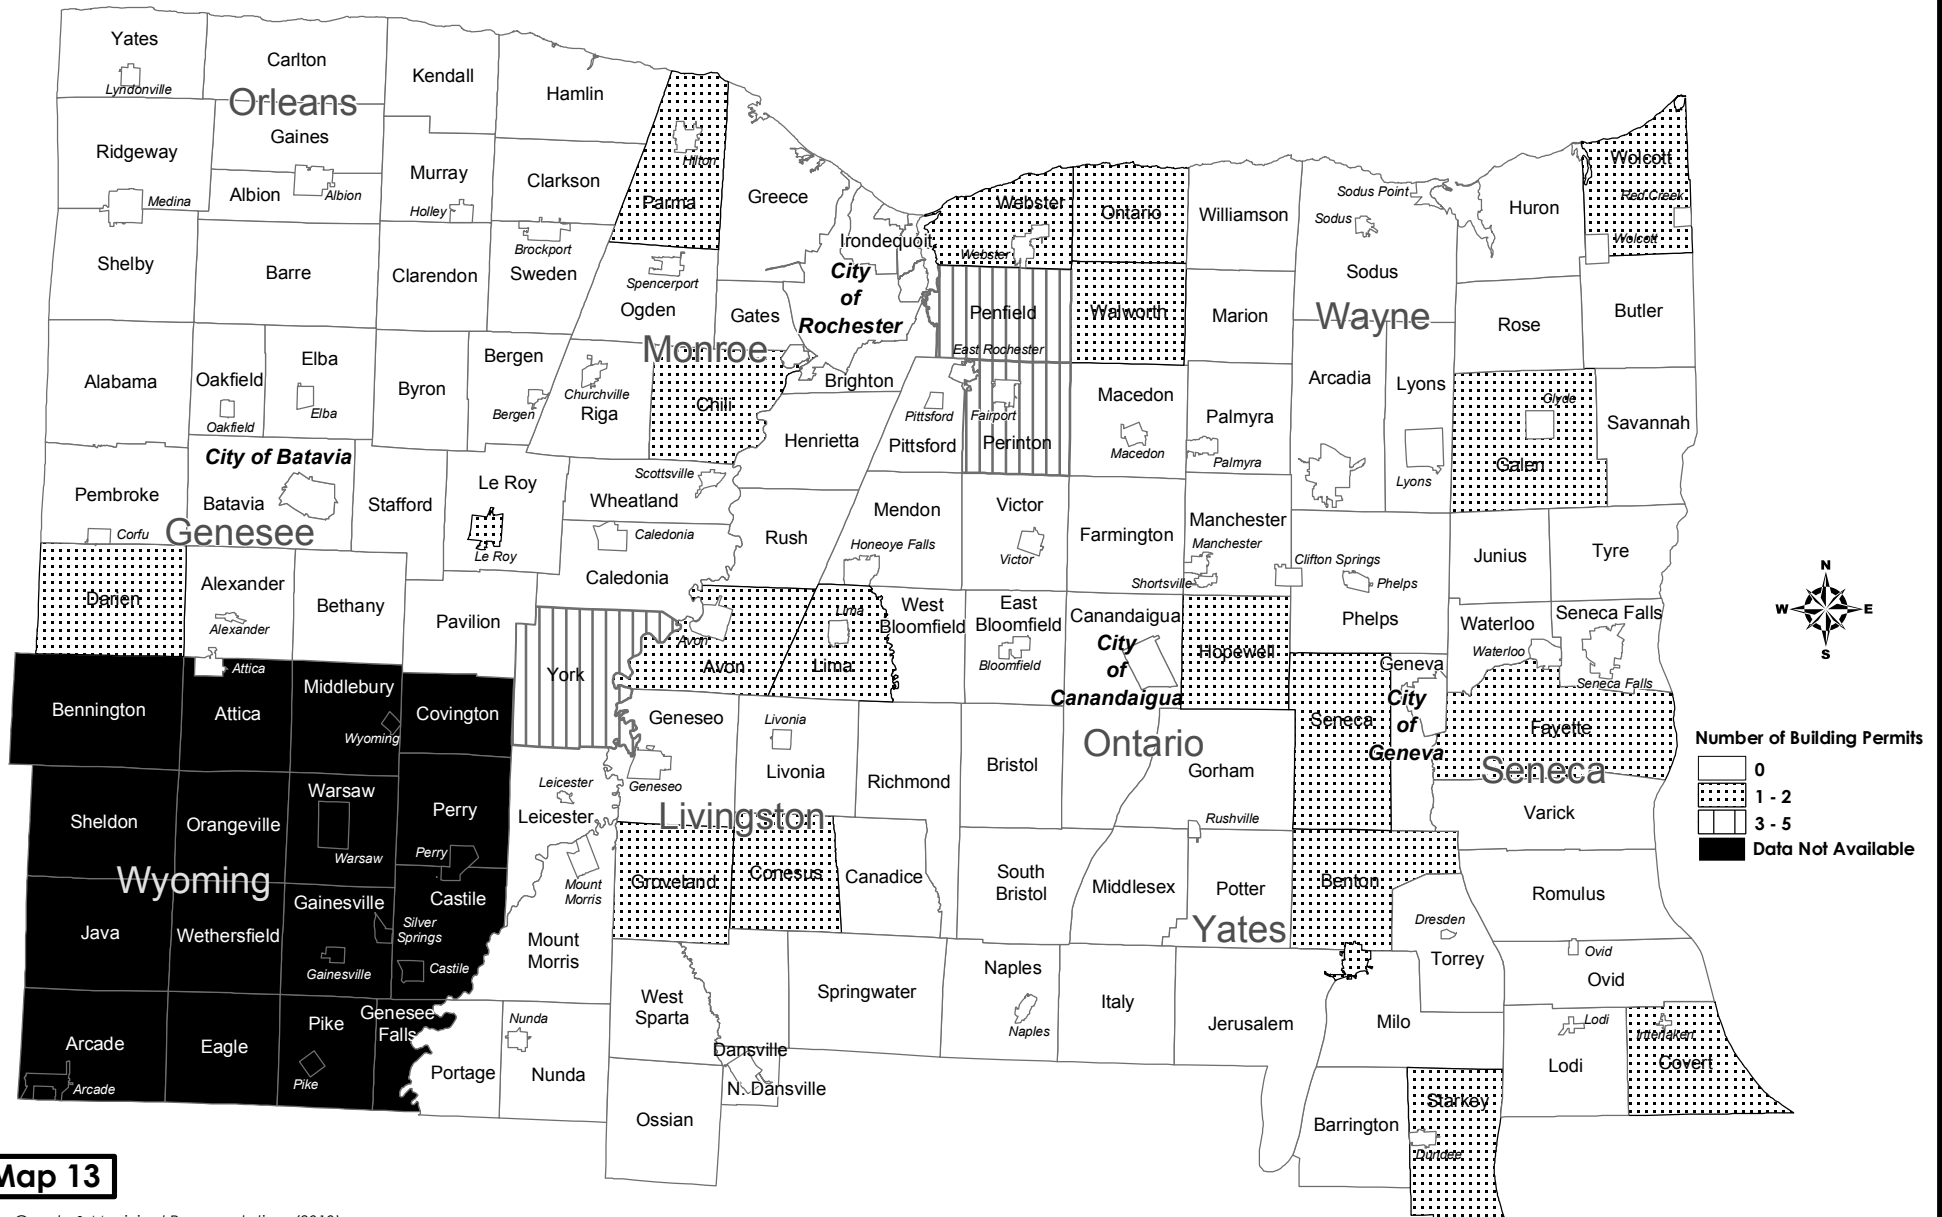 Yates
Lyndonville
Carlton
Orleans
Kendall
Hamlin
Ridgeway
Medina
Gaines
Albion
Albion
Murray
Holley
Clarkson
Hilton
Parma
Greece
Irondequoit
City
of
Rochester
Webster
Webster
Ontario
Williamson
Sodus Point
Sodus
Sodus
Huron
Wolcott
Red Creek
Wolcott
Shelby
Barre
Clarendon
Brockport
Sweden
Spencerport
Ogden
Gates
Monroe
Penfield
East Rochester
Walworth
Marion
Wayne
Rose
Butler
Alabama
Oakfield
Oakfield
Elba
Elba
Byron
Bergen
Bergen
Churchville
Riga
Chili
Brighton
Henrietta
Pittsford
Pittsford
Fairport
Perinton
Macedon
Macedon
Palmyra
Palmyra
Arcadia
Lyons
Lyons
Clyde
Galen
Savannah
City of Batavia
Pembroke
Corfu
Batavia
Genesee
Stafford
Le Roy
Le Roy
Scottsville
Wheatland
Caledonia
Caledonia
Rush
Mendon
Honeoye Falls
Victor
Victor
Farmington
Manchester
Manchester
Shortsville
Clifton Springs
Phelps
Phelps
Junius
Tyre
Darien
Alexander
Alexander
Bethany
Pavilion
York
Avon
Avon
Lima
Lima
West
Bloomfield
East
Bloomfield
Bloomfield
Canandaigua
City
of
Canandaigua
Hopewell
Geneva
City
of
Geneva
Seneca
Waterloo
Waterloo
Seneca Falls
Seneca Falls
Fayette
Seneca
Varick
N
W
E
S
Bennington
Attica
Attica
Middlebury
Wyoming
Covington
Geneseo
Geneseo
Livonia
Livonia
Richmond
Bristol
Ontario
Gorham
Rushville
Number of Building Permits
0
1 - 2
3 - 5
Data Not Available
Sheldon
Orangeville
Warsaw
Warsaw
Perry
Perry
Leicester
Leicester
Livingston
Wyoming
Java
Wethersfield
Gainesville
Gainesville
Silver
Springs
Castile
Castile
Mount
Morris
Mount
Morris
Groveland
Conesus
Canadice
South
Bristol
Middlesex
Potter
Yates
Benton
Dresden
Torrey
Romulus
Ovid
Ovid
Arcade
Arcade
Eagle
Pike
Pike
Genesee
Falls
Portage
Nunda
Nunda
West
Sparta
Springwater
Dansville
N. Dansville
Ossian
Naples
Naples
Italy
Jerusalem
Milo
Barrington
Starkey
Dundee
Lodi
Lodi
Interlaken
Covert
Map 13